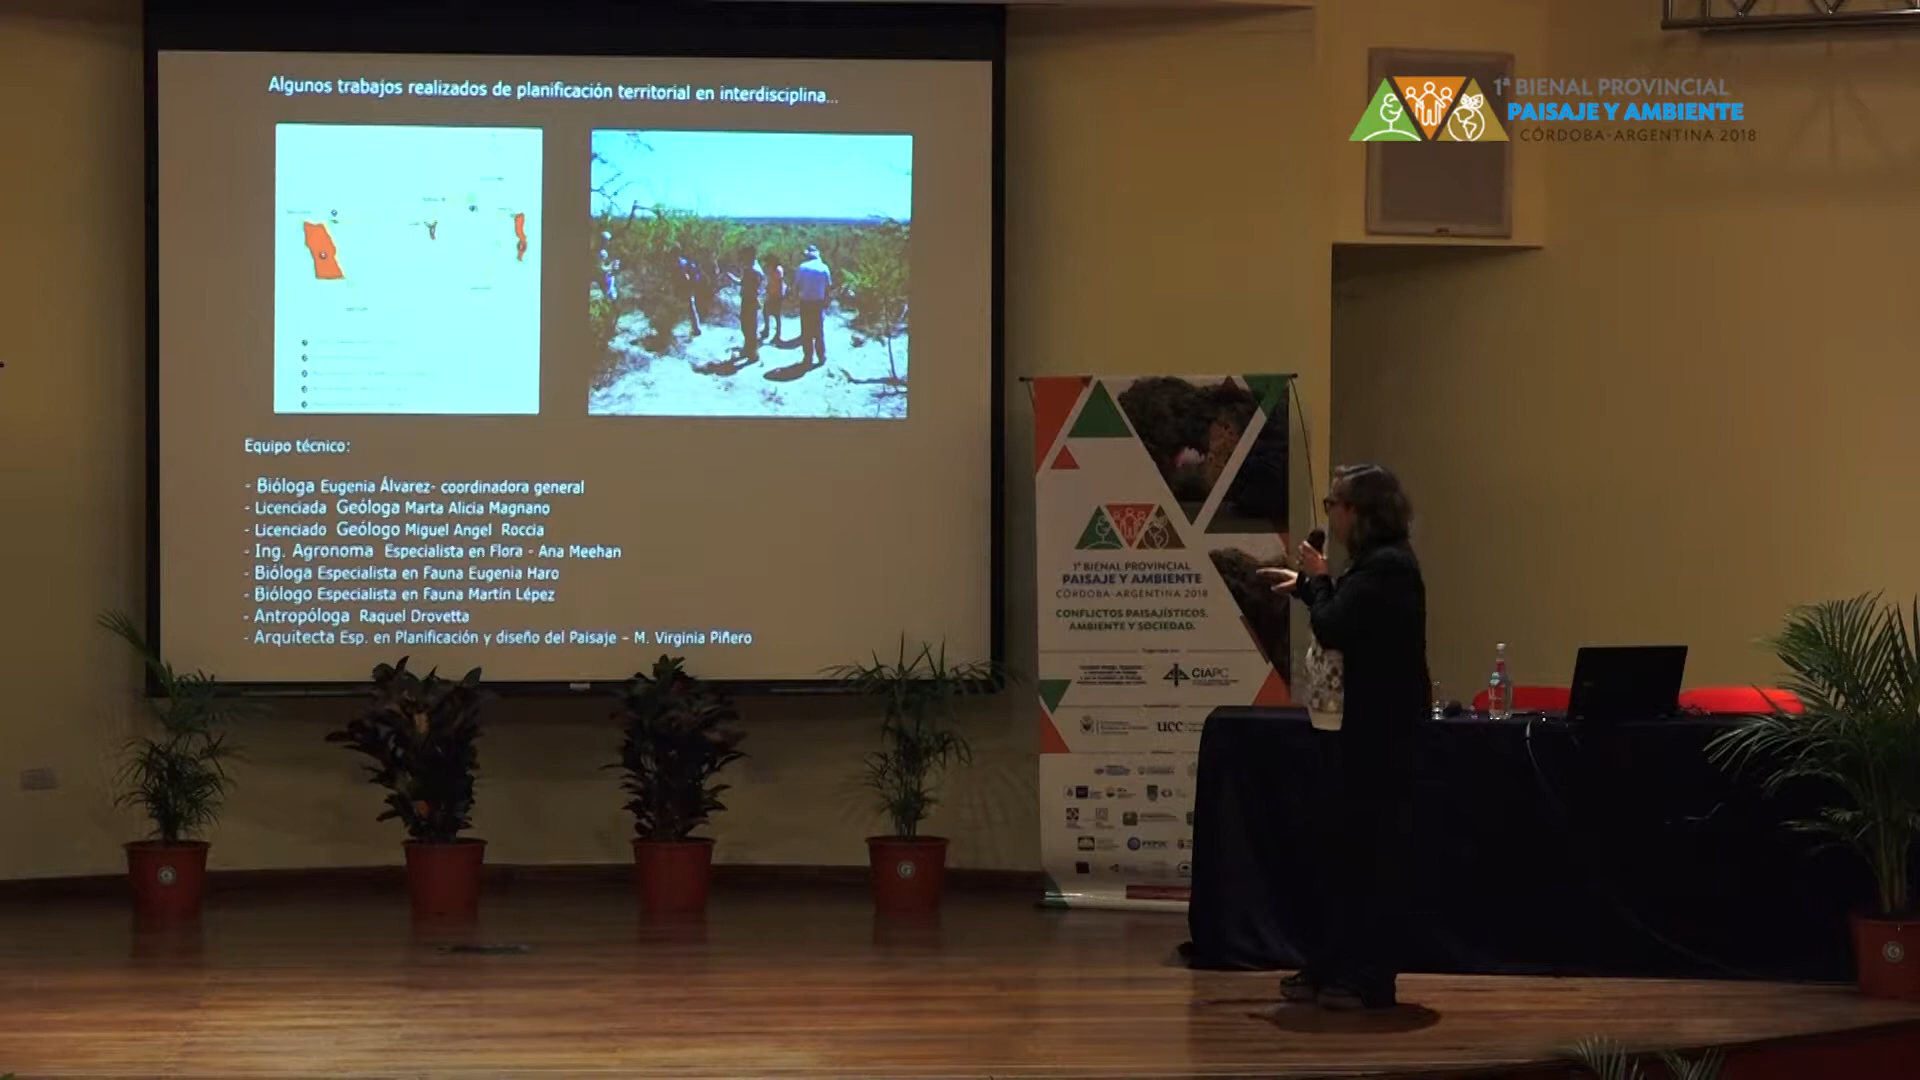 Algunos trabajos realizados de planificación territorial en interdisciplina...
Equipo técnico:
- Bióloga Eugenia Álvarez- coordinadora general
- Licenciada Geóloga Marta Alicia Magnano
- Licenciado Geólogo Miguel Angel Roccia
- Ing. Agronoma Especialista en Flora - Ana Meehan
- Bióloga Especialista en Fauna Eugenia Haro
- Biólogo Especialista en Fauna Martín Lépez
- Antropóloga Raquel Drovetta
- Arquitecta Esp. en Planificación y diseño del Paisaje – M. Virginia Piñero
1ª BIENAL PROVINCIAL
PAISAJE Y AMBIENTE
CÓRDOBA-ARGENTINA 2018
1ª BIENAL PROVINCIAL
PAISAJE Y AMBIENTE
CÓRDOBA-ARGENTINA 2018
CONFLICTOS PAISAJÍSTICOS.
AMBIENTE Y SOCIEDAD.
CIAPC
UCC